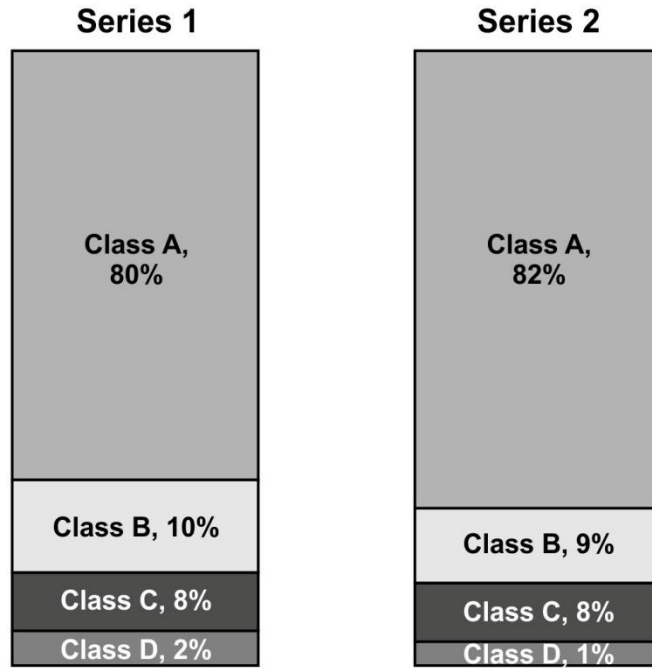 Series 1
Class A,
80%
Class B, 10%
Class C, 8%
Class D, 2%
Series 2
Class A,
82%
Class B, 9%
Class C, 8%
Class D, 1%